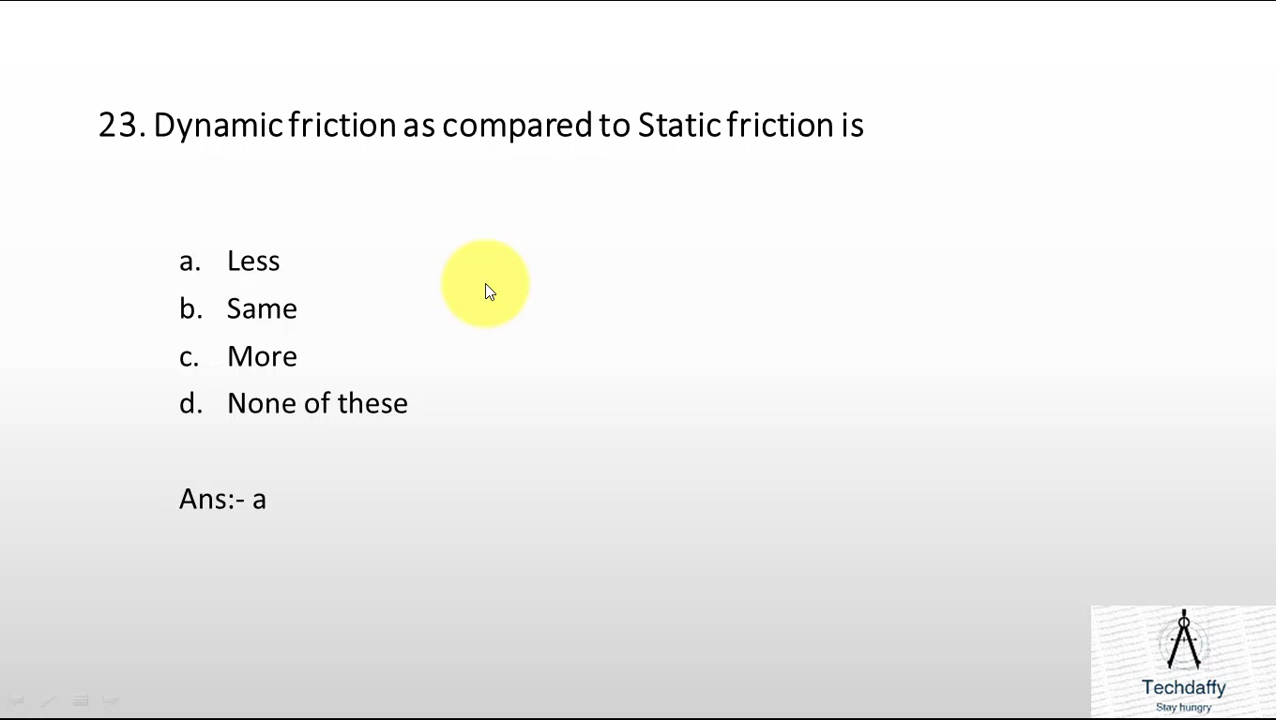 23. Dynamic friction as compared to Static friction is
a. Less
b. Same
c. More
d. None of these
Ans:- a
Techdaffy
Stay hungry